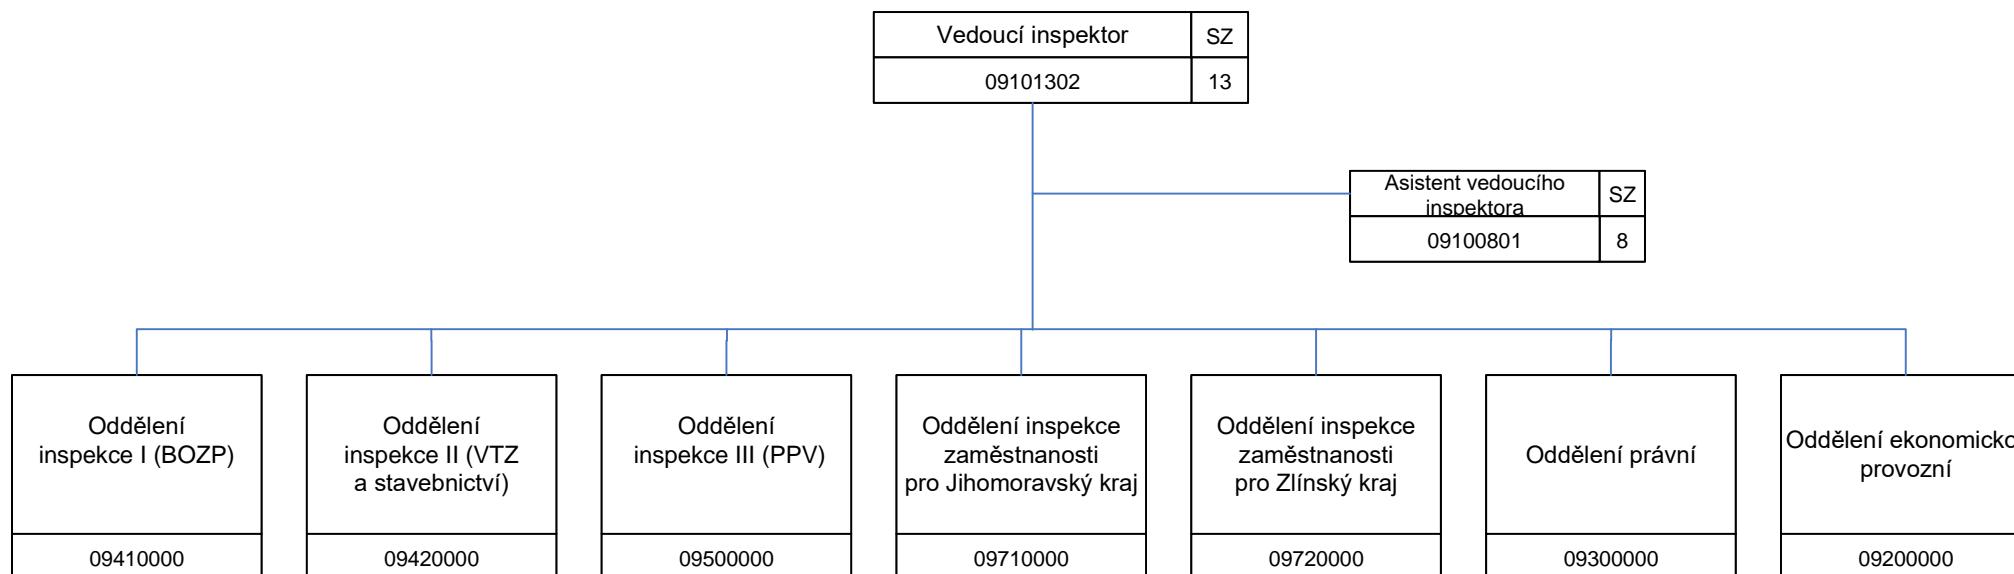 Vedoucí inspektor SZ
09101302 13
Asistent vedoucího
inspektora
SZ
09100801 8
Oddělení
inspekce I (BOZP)
09410000
Oddělení
inspekce II (VTZ
a stavebnictví)
09420000
Oddělení
inspekce III (PPV)
09500000
Oddělení inspekce
zaměstnanosti
pro Jihomoravský kraj
09710000
Oddělení inspekce
zaměstnanosti
pro Zlínský kraj
09720000
Oddělení právní
09300000
Oddělení ekonomicko
provozní
09200000